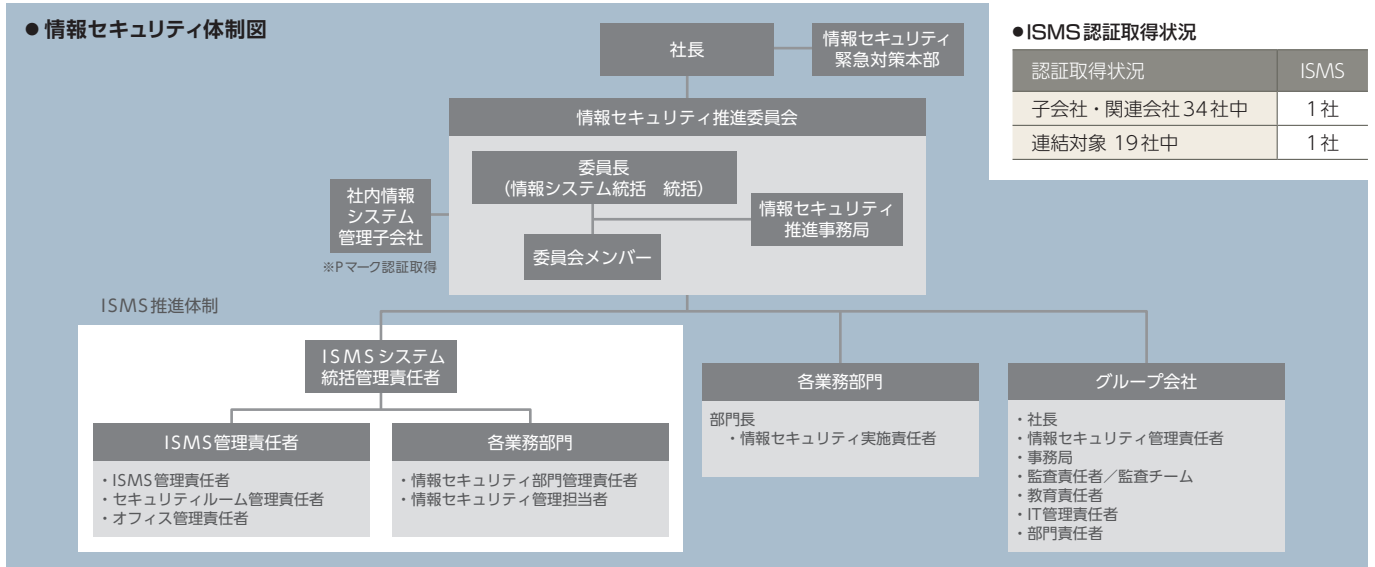 ● 情報セキュリティ体制図
社長
情報セキュリティ
緊急対策本部
情報セキュリティ推進委員会
委員長
（情報システム統括　統括）
情報セキュリティ
推進事務局
委員会メンバー
社内情報
システム
管理子会社
※Pマーク認証取得
ISMS推進体制
ISMSシステム
統括管理責任者
ISMS管理責任者
・ISMS管理責任者
・セキュリティルーム管理責任者
・オフィス管理責任者
各業務部門
・情報セキュリティ部門管理責任者
・情報セキュリティ管理担当者
各業務部門
部門長
・情報セキュリティ実施責任者
グループ会社
・社長
・情報セキュリティ管理責任者
・事務局
・監査責任者／監査チーム
・教育責任者
・IT管理責任者
・部門責任者
●ISMS認証取得状況
認証取得状況 ISMS
子会社・関連会社34社中 1社
連結対象 19社中 1社